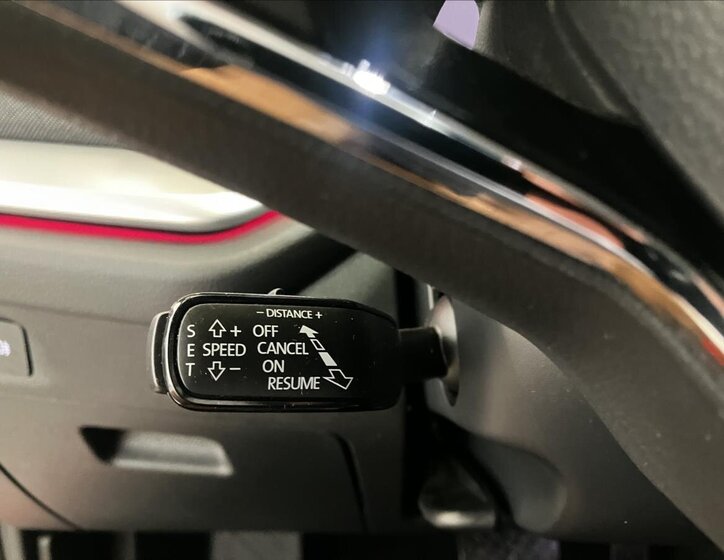 − DISTANCE +
S + OFF
E SPEED CANCEL
T − ON
RESUME